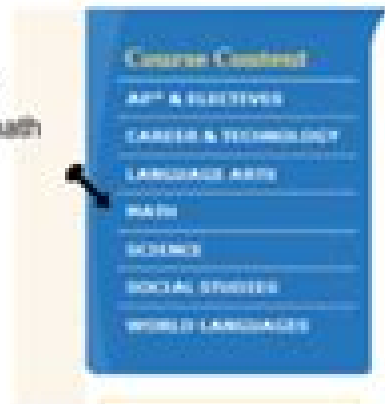 Course Content
AP* & ELECTIVES
CAREER & TECHNOLOGY
LANGUAGE ARTS
MATH
SCIENCE
SOCIAL STUDIES
WORLD LANGUAGES